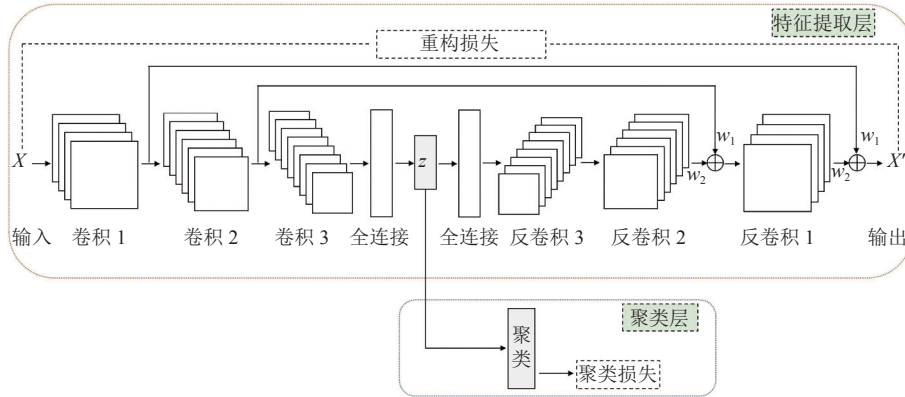 特征提取层
重构损失
w₁
w₁
X
z
w₂
w₂
X′
输入
卷积 1
卷积 2
卷积 3
全连接
全连接
反卷积 3
反卷积 2
反卷积 1
输出
聚类层
聚类
聚类损失